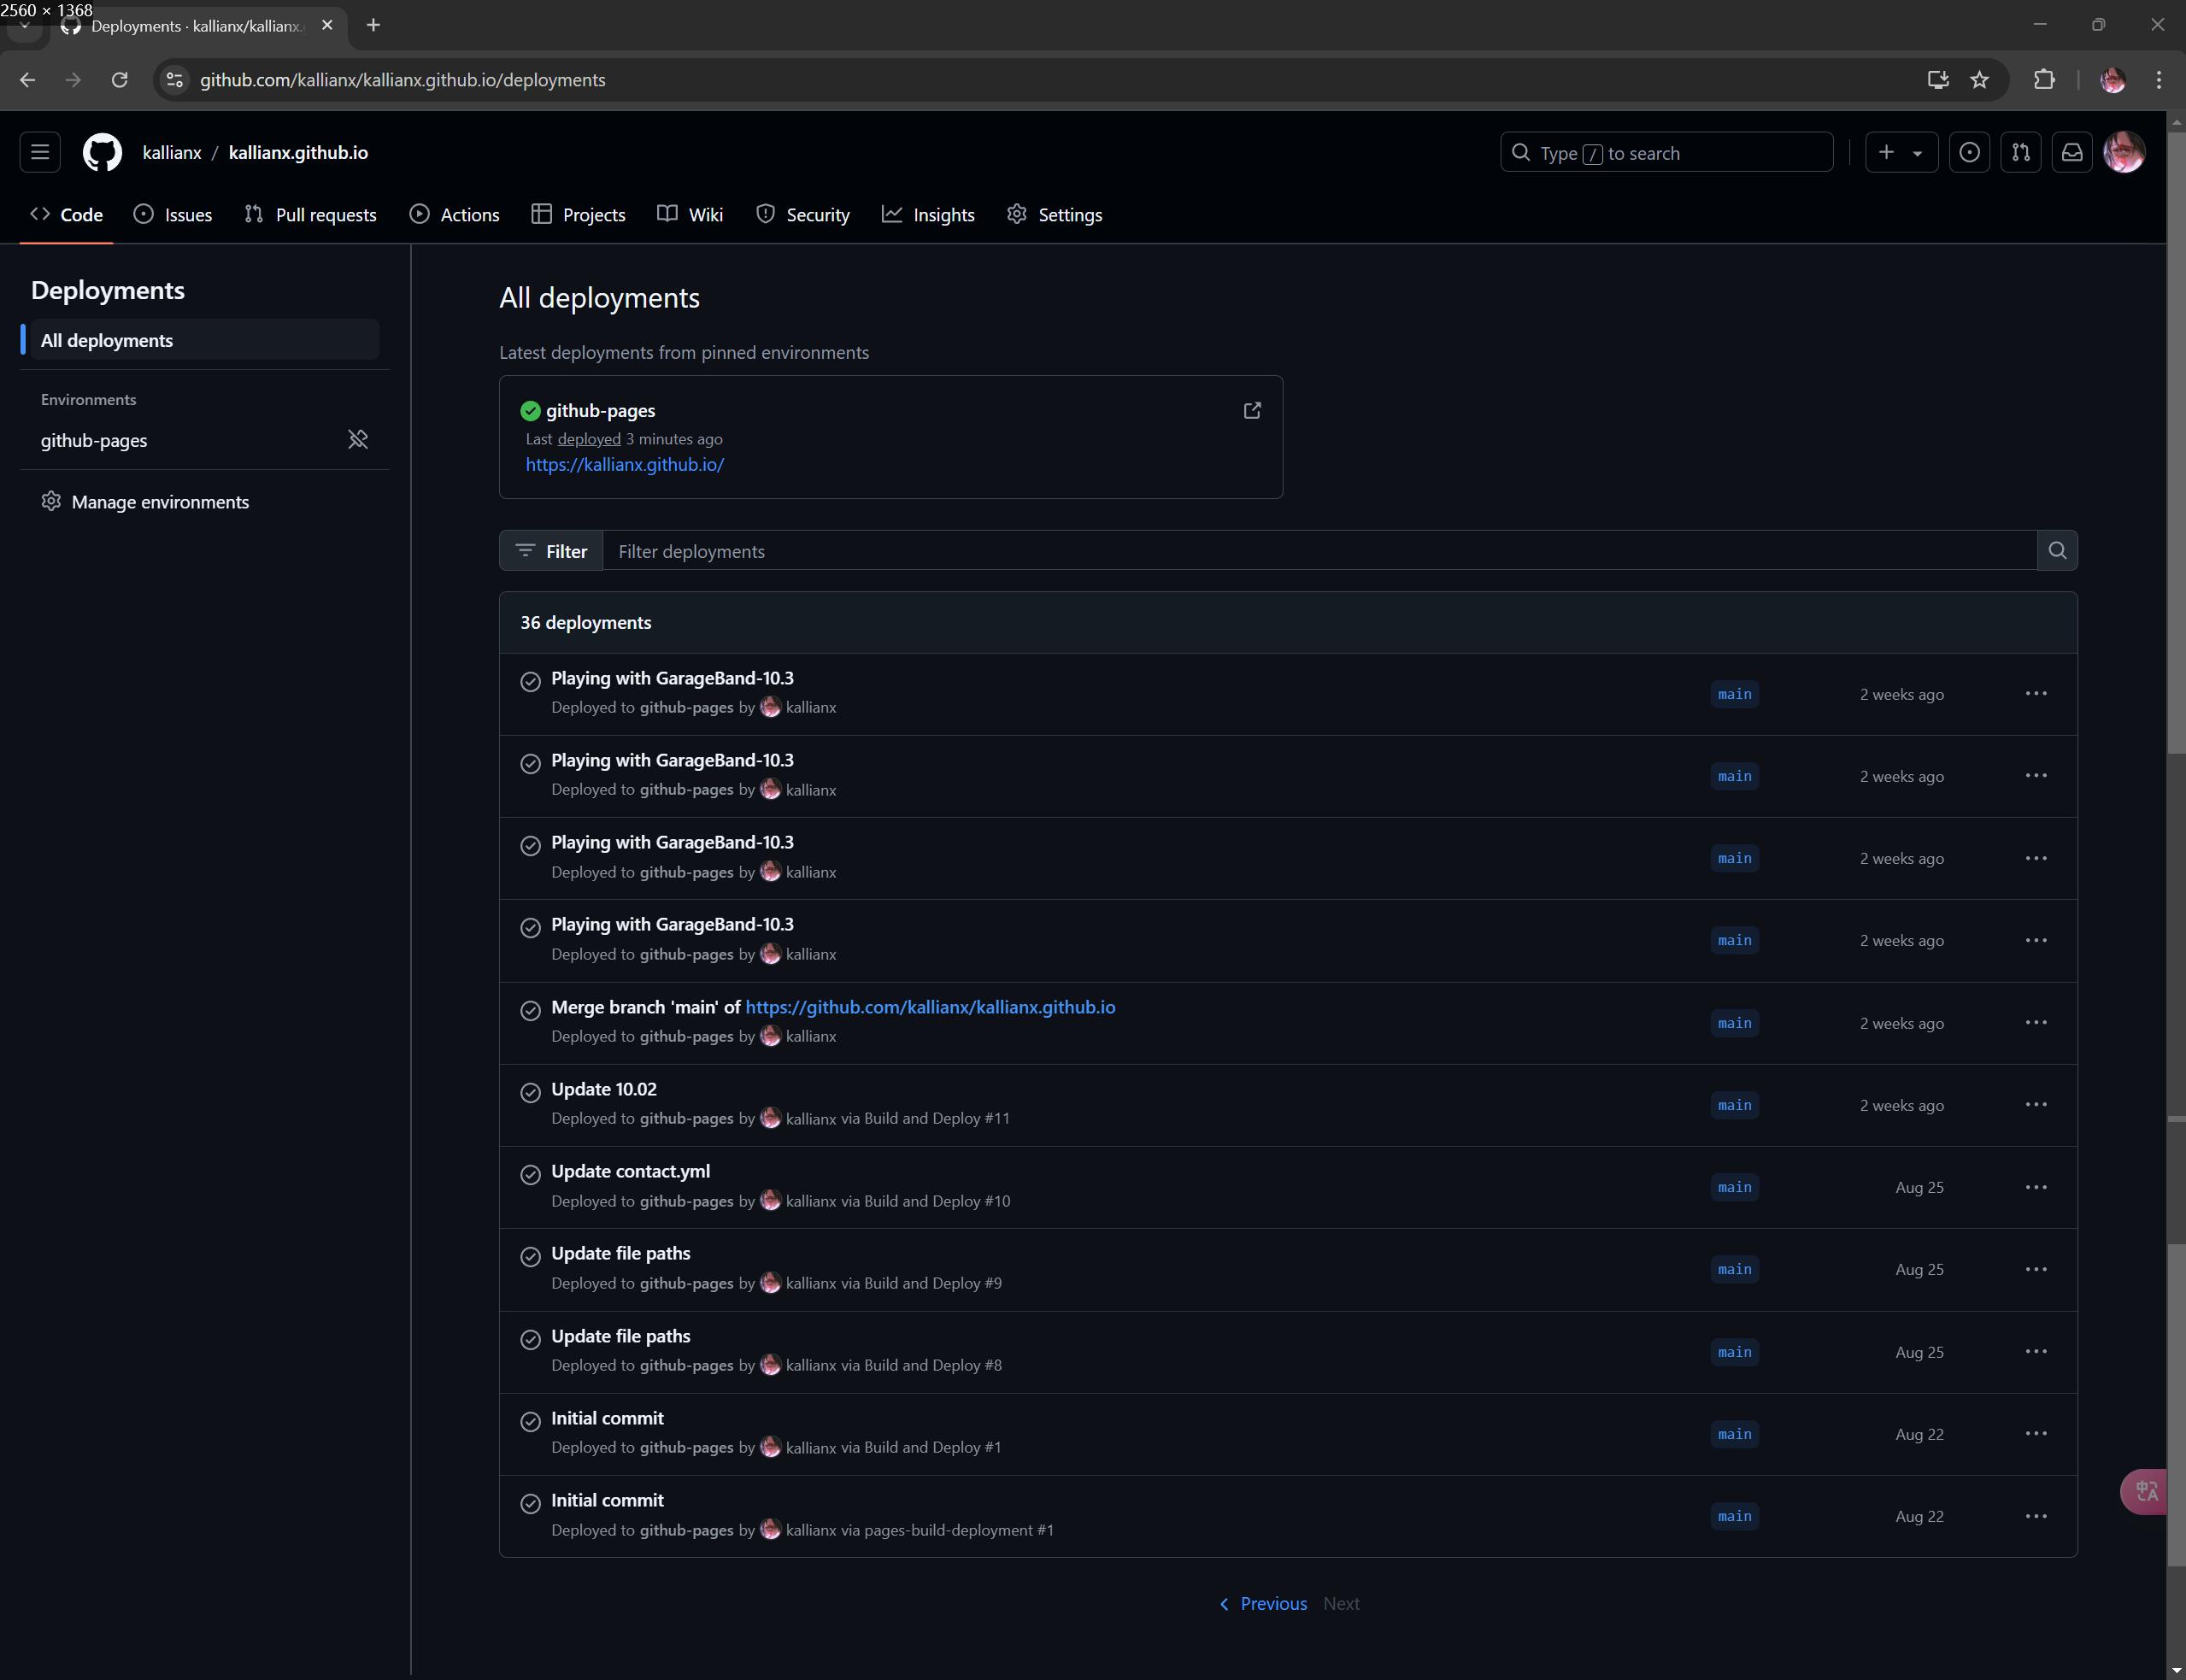 2560 × 1368
Deployments · kallianx/kallianx.
github.com/kallianx/kallianx.github.io/deployments
kallianx / kallianx.github.io
Type / to search
Code
Issues
Pull requests
Actions
Projects
Wiki
Security
Insights
Settings
Deployments
All deployments
Environments
github-pages
Manage environments
All deployments
Latest deployments from pinned environments
github-pages
Last deployed 3 minutes ago
https://kallianx.github.io/
Filter
Filter deployments
36 deployments
Playing with GarageBand-10.3
Deployed to github-pages by kallianx
main
2 weeks ago
Playing with GarageBand-10.3
Deployed to github-pages by kallianx
main
2 weeks ago
Playing with GarageBand-10.3
Deployed to github-pages by kallianx
main
2 weeks ago
Playing with GarageBand-10.3
Deployed to github-pages by kallianx
main
2 weeks ago
Merge branch 'main' of https://github.com/kallianx/kallianx.github.io
Deployed to github-pages by kallianx
main
2 weeks ago
Update 10.02
Deployed to github-pages by kallianx via Build and Deploy #11
main
2 weeks ago
Update contact.yml
Deployed to github-pages by kallianx via Build and Deploy #10
main
Aug 25
Update file paths
Deployed to github-pages by kallianx via Build and Deploy #9
main
Aug 25
Update file paths
Deployed to github-pages by kallianx via Build and Deploy #8
main
Aug 25
Initial commit
Deployed to github-pages by kallianx via Build and Deploy #1
main
Aug 22
Initial commit
Deployed to github-pages by kallianx via pages-build-deployment #1
main
Aug 22
Previous
Next